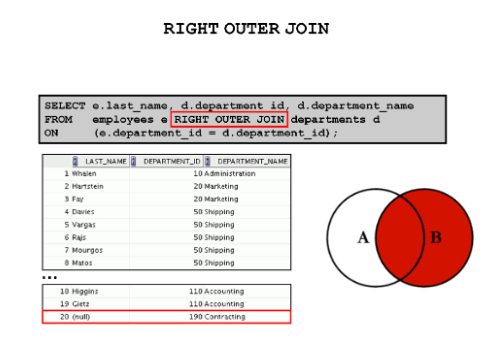 RIGHT OUTER JOIN
SELECT e.last_name, d.department_id, d.department_name
FROM employees e RIGHT OUTER JOIN departments d
ON (e.department_id = d.department_id);
LAST_NAME DEPARTMENT_ID DEPARTMENT_NAME
1 Whalen 10 Administration
2 Hartstein 20 Marketing
3 Fay 20 Marketing
4 Davies 50 Shipping
5 Vargas 50 Shipping
6 Rajs 50 Shipping
7 Mourgos 50 Shipping
8 Matos 50 Shipping
...
18 Higgins 110 Accounting
19 Gietz 110 Accounting
20 (null) 190 Contracting
A B